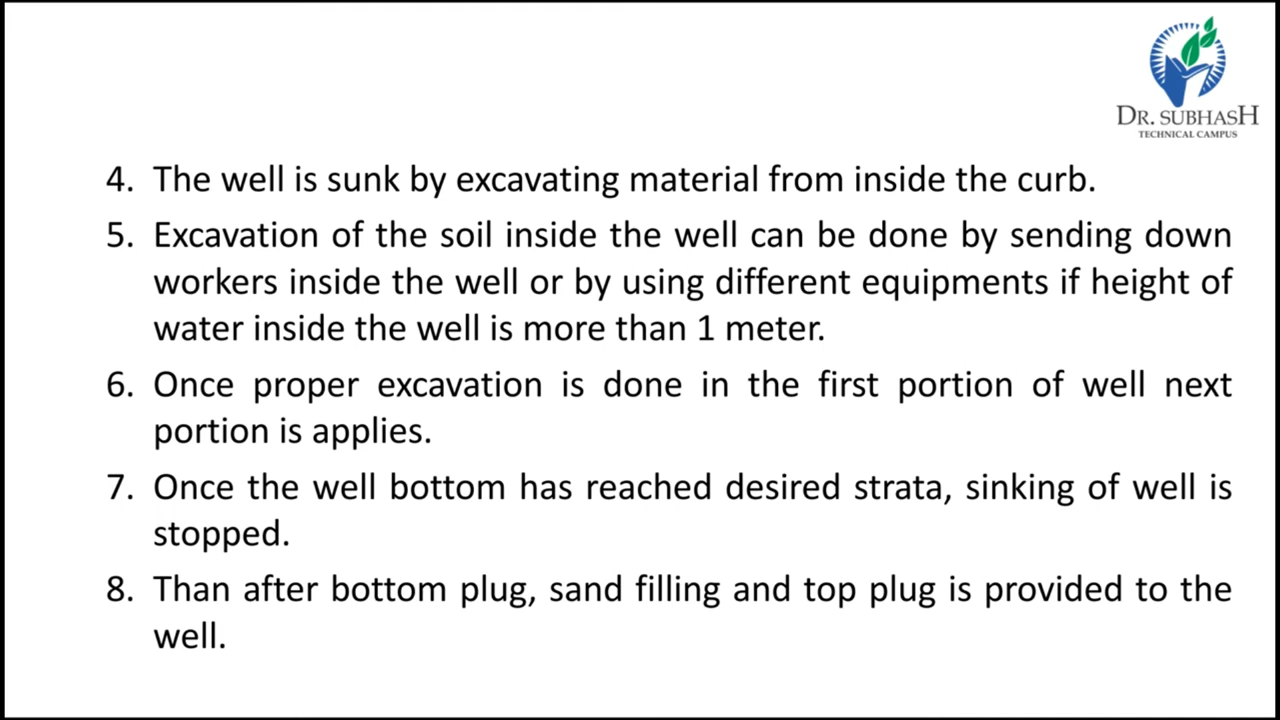 DR. SUBHASH
TECHNICAL CAMPUS
4. The well is sunk by excavating material from inside the curb.
5. Excavation of the soil inside the well can be done by sending down
workers inside the well or by using different equipments if height of
water inside the well is more than 1 meter.
6. Once proper excavation is done in the first portion of well next
portion is applies.
7. Once the well bottom has reached desired strata, sinking of well is
stopped.
8. Than after bottom plug, sand filling and top plug is provided to the
well.